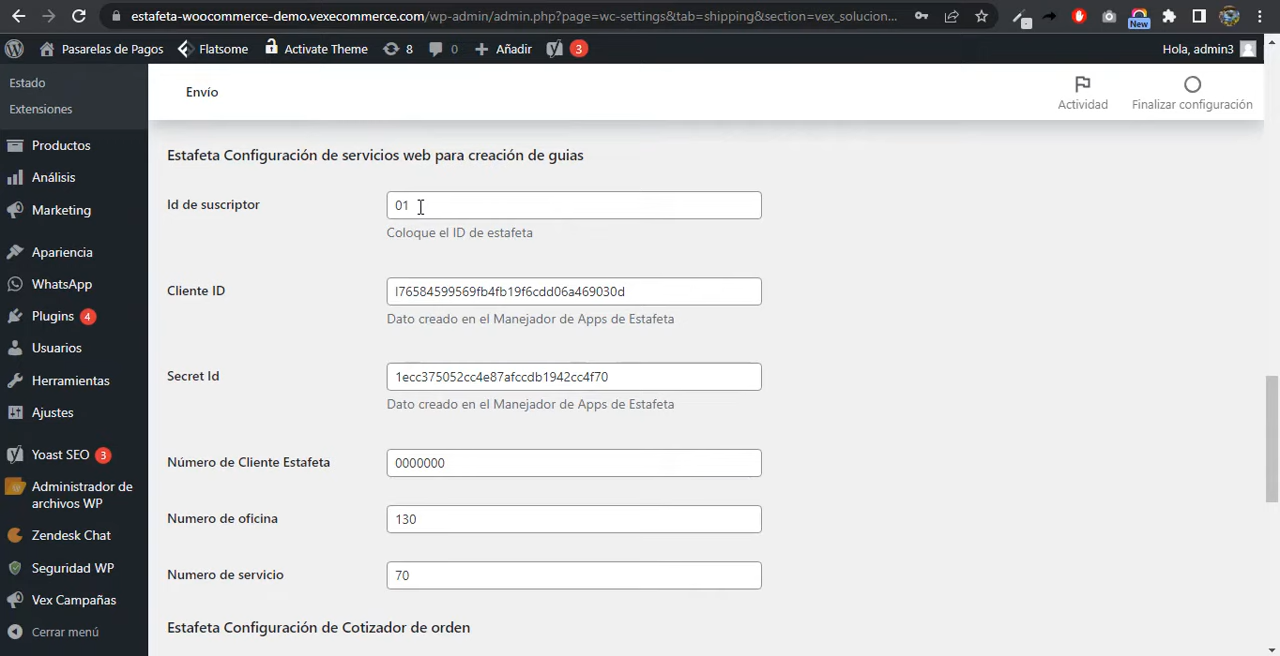 estafeta-woocommerce-demo.vexecommerce.com/wp-admin/admin.php?page=wc-settings&tab=shipping&section=vex_solucion...
New
Pasarelas de Pagos
Flatsome
Activate Theme
8
0
Añadir
3
Hola, admin3
Estado
Extensiones
Productos
Análisis
Marketing
Apariencia
WhatsApp
Plugins 4
Usuarios
Herramientas
Ajustes
Yoast SEO 3
Administrador de
archivos WP
Zendesk Chat
Seguridad WP
Vex Campañas
Cerrar menú
Envío
Actividad
Finalizar configuración
Estafeta Configuración de servicios web para creación de guias
Id de suscriptor
01
Coloque el ID de estafeta
Cliente ID
l76584599569fb4fb19f6cdd06a469030d
Dato creado en el Manejador de Apps de Estafeta
Secret Id
1ecc375052cc4e87afccdb1942cc4f70
Dato creado en el Manejador de Apps de Estafeta
Número de Cliente Estafeta
0000000
Numero de oficina
130
Numero de servicio
70
Estafeta Configuración de Cotizador de orden